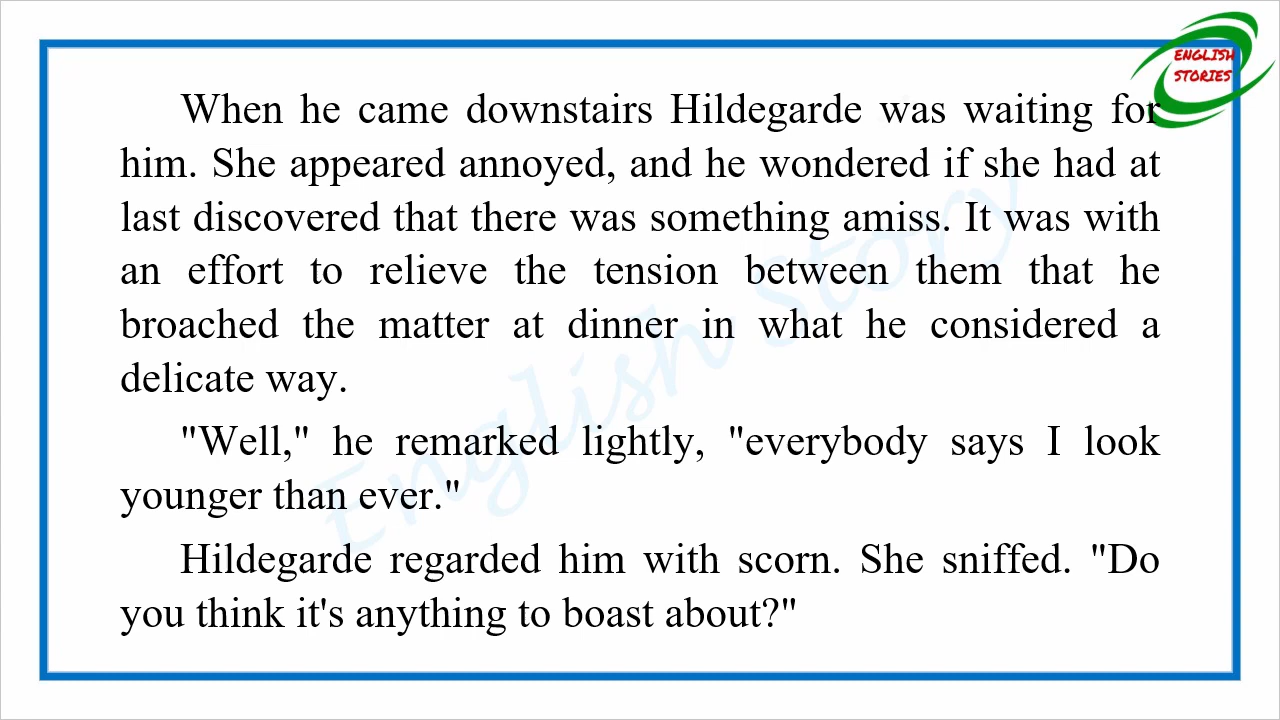 ENGLISH
STORIES
When he came downstairs Hildegarde was waiting for
him. She appeared annoyed, and he wondered if she had at
last discovered that there was something amiss. It was with
an effort to relieve the tension between them that he
broached the matter at dinner in what he considered a
delicate way.
"Well," he remarked lightly, "everybody says I look
younger than ever."
Hildegarde regarded him with scorn. She sniffed. "Do
you think it's anything to boast about?"
English Story